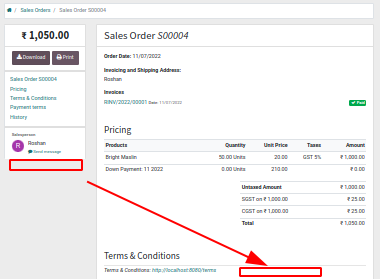 / Sales Orders / Sales Order S00004
₹ 1,050.00
Download Print
Sales Order S00004
Pricing
Terms & Conditions
Payment terms
History
Salesperson
R Roshan
Send message
Sales Order S00004
Order Date: 11/07/2022
Invoicing and Shipping Address:
Roshan
Invoices
RINV/2022/00001 Date: 11/07/2022 Paid
Pricing
Products Quantity Unit Price Taxes Amount
Bright Maalin 50.00 Units 20.00 GST 5% ₹ 1,000.00
Down Payment: 11 2022 0.00 Units 210.00 ₹ 0.00
Untaxed Amount ₹ 1,000.00
SGST on ₹ 1,000.00 ₹ 25.00
CGST on ₹ 1,000.00 ₹ 25.00
Total ₹ 1,050.00
Terms & Conditions
Terms & Conditions: http://localhost:8080/terms